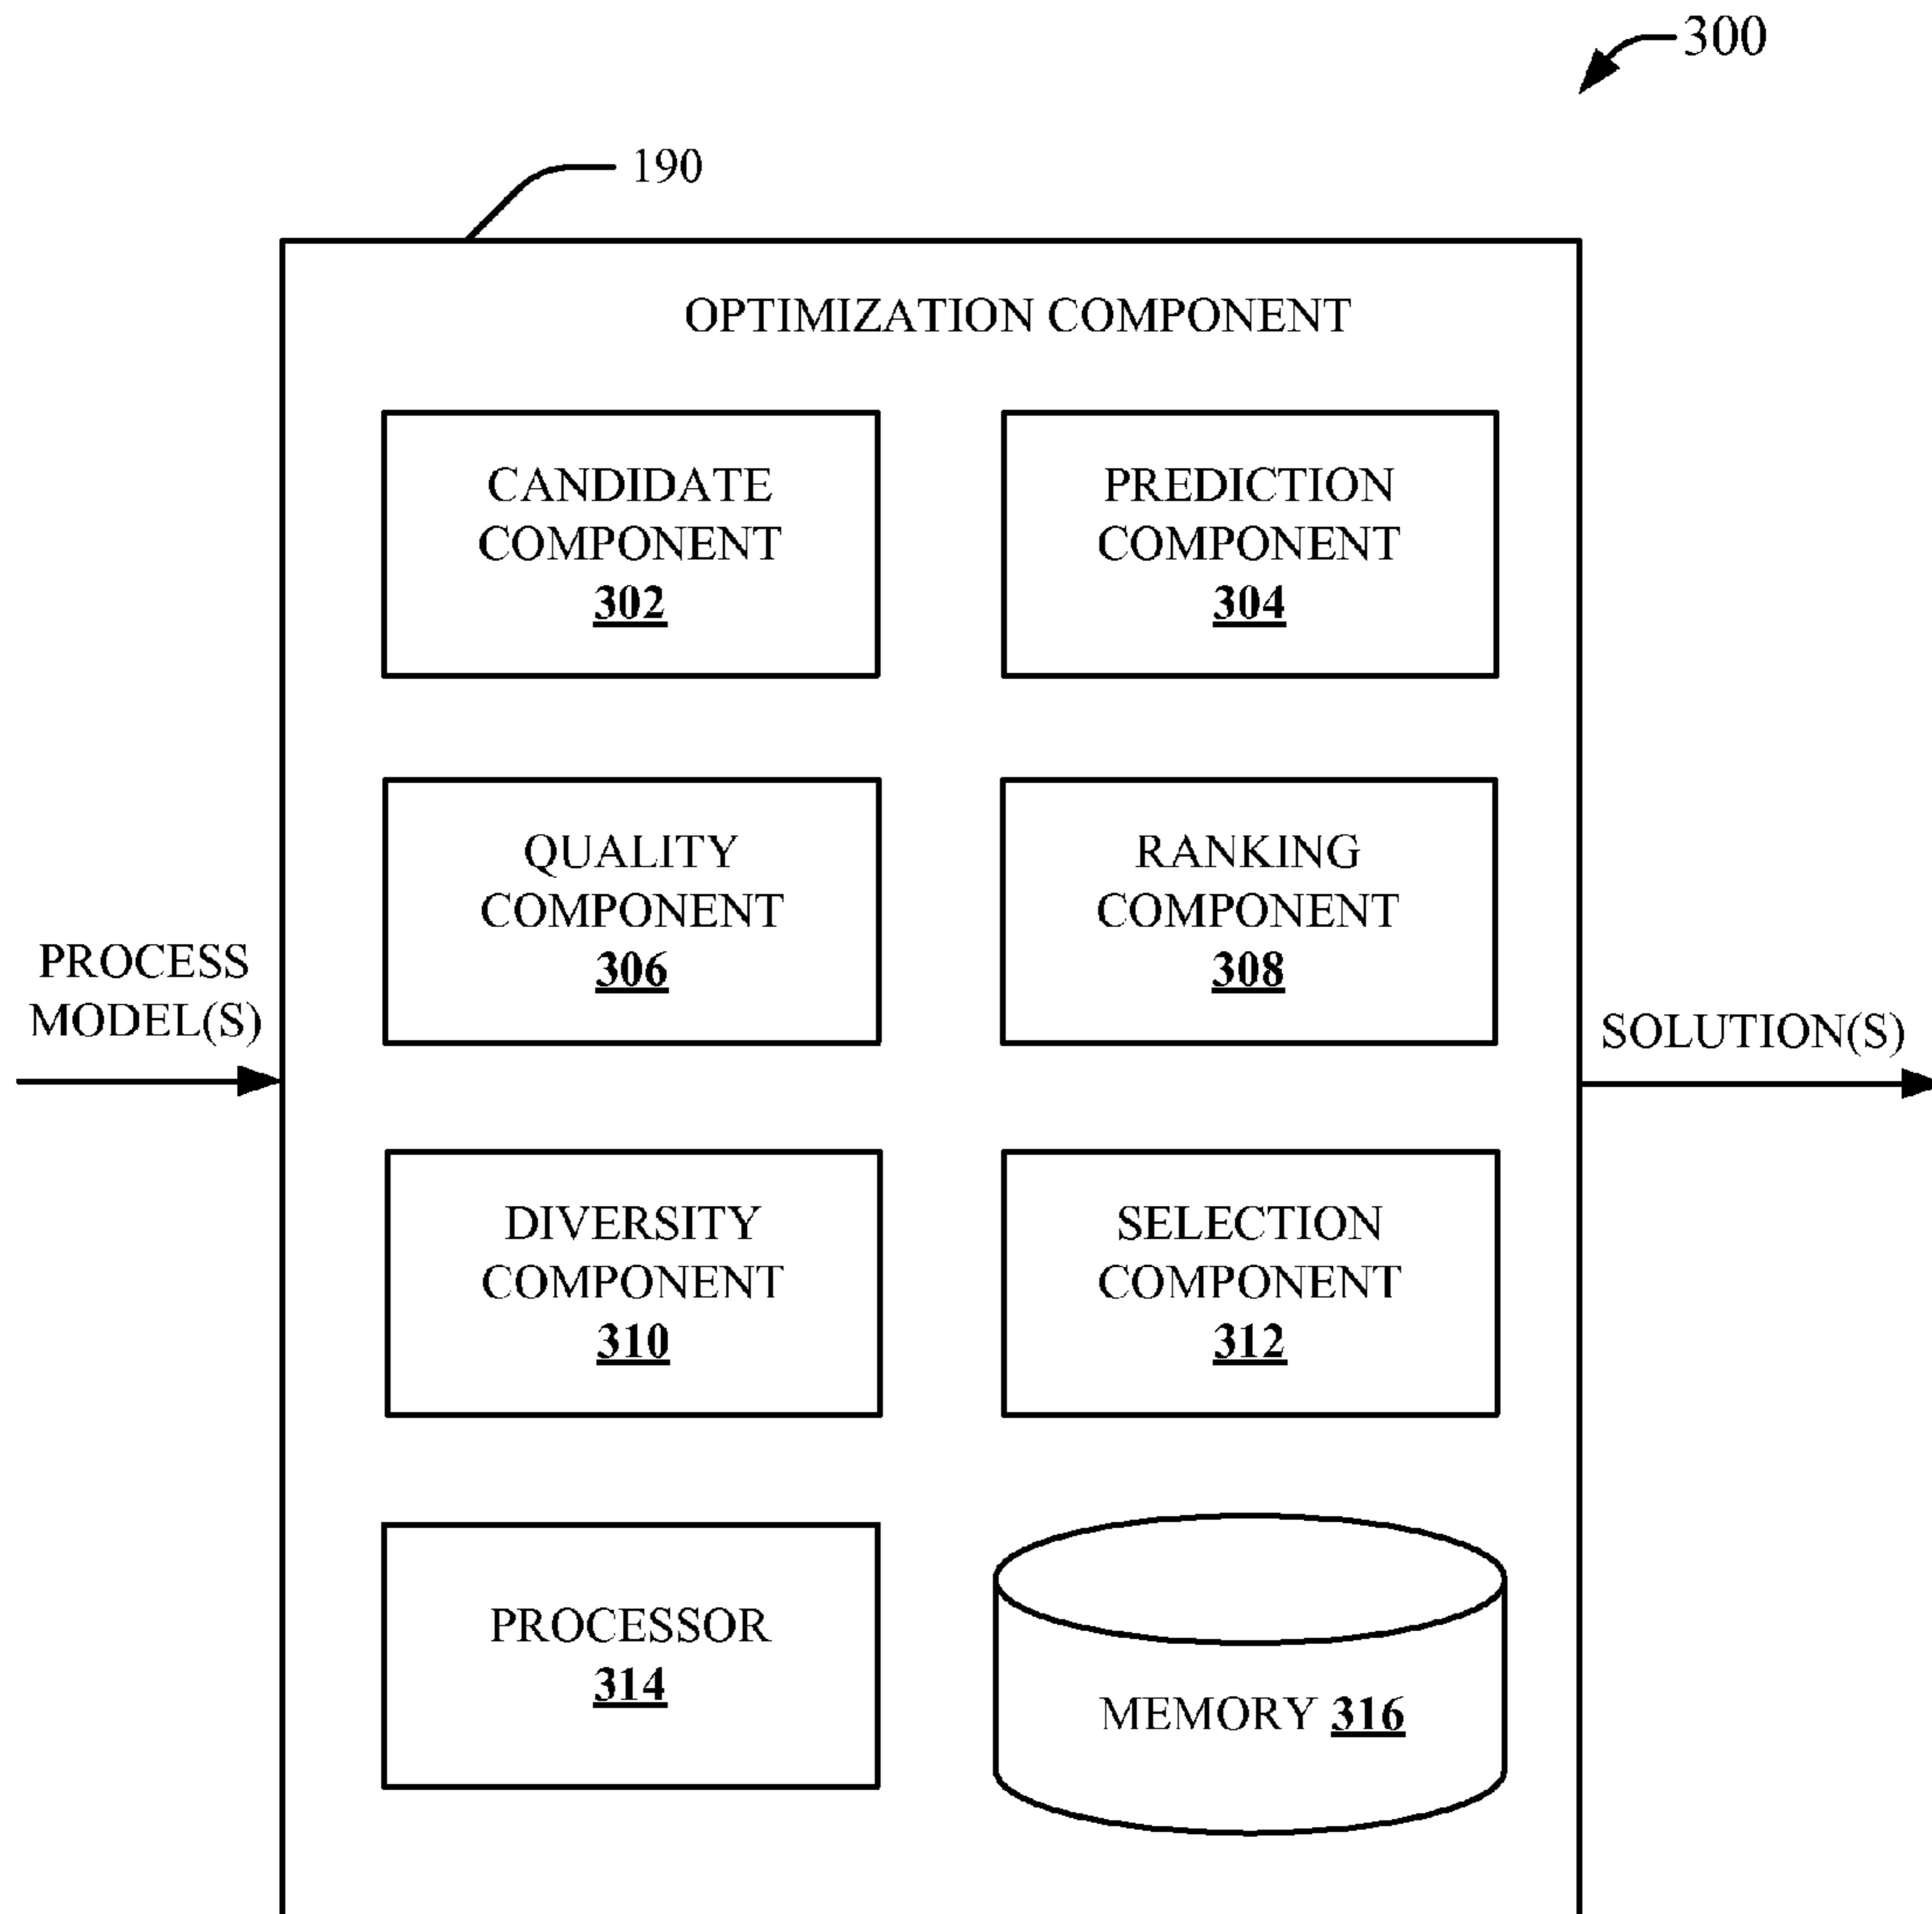 300
190
OPTIMIZATION COMPONENT
CANDIDATE
COMPONENT
302
PREDICTION
COMPONENT
304
QUALITY
COMPONENT
306
RANKING
COMPONENT
308
PROCESS
MODEL(S)
SOLUTION(S)
DIVERSITY
COMPONENT
310
SELECTION
COMPONENT
312
PROCESSOR
314
MEMORY 316